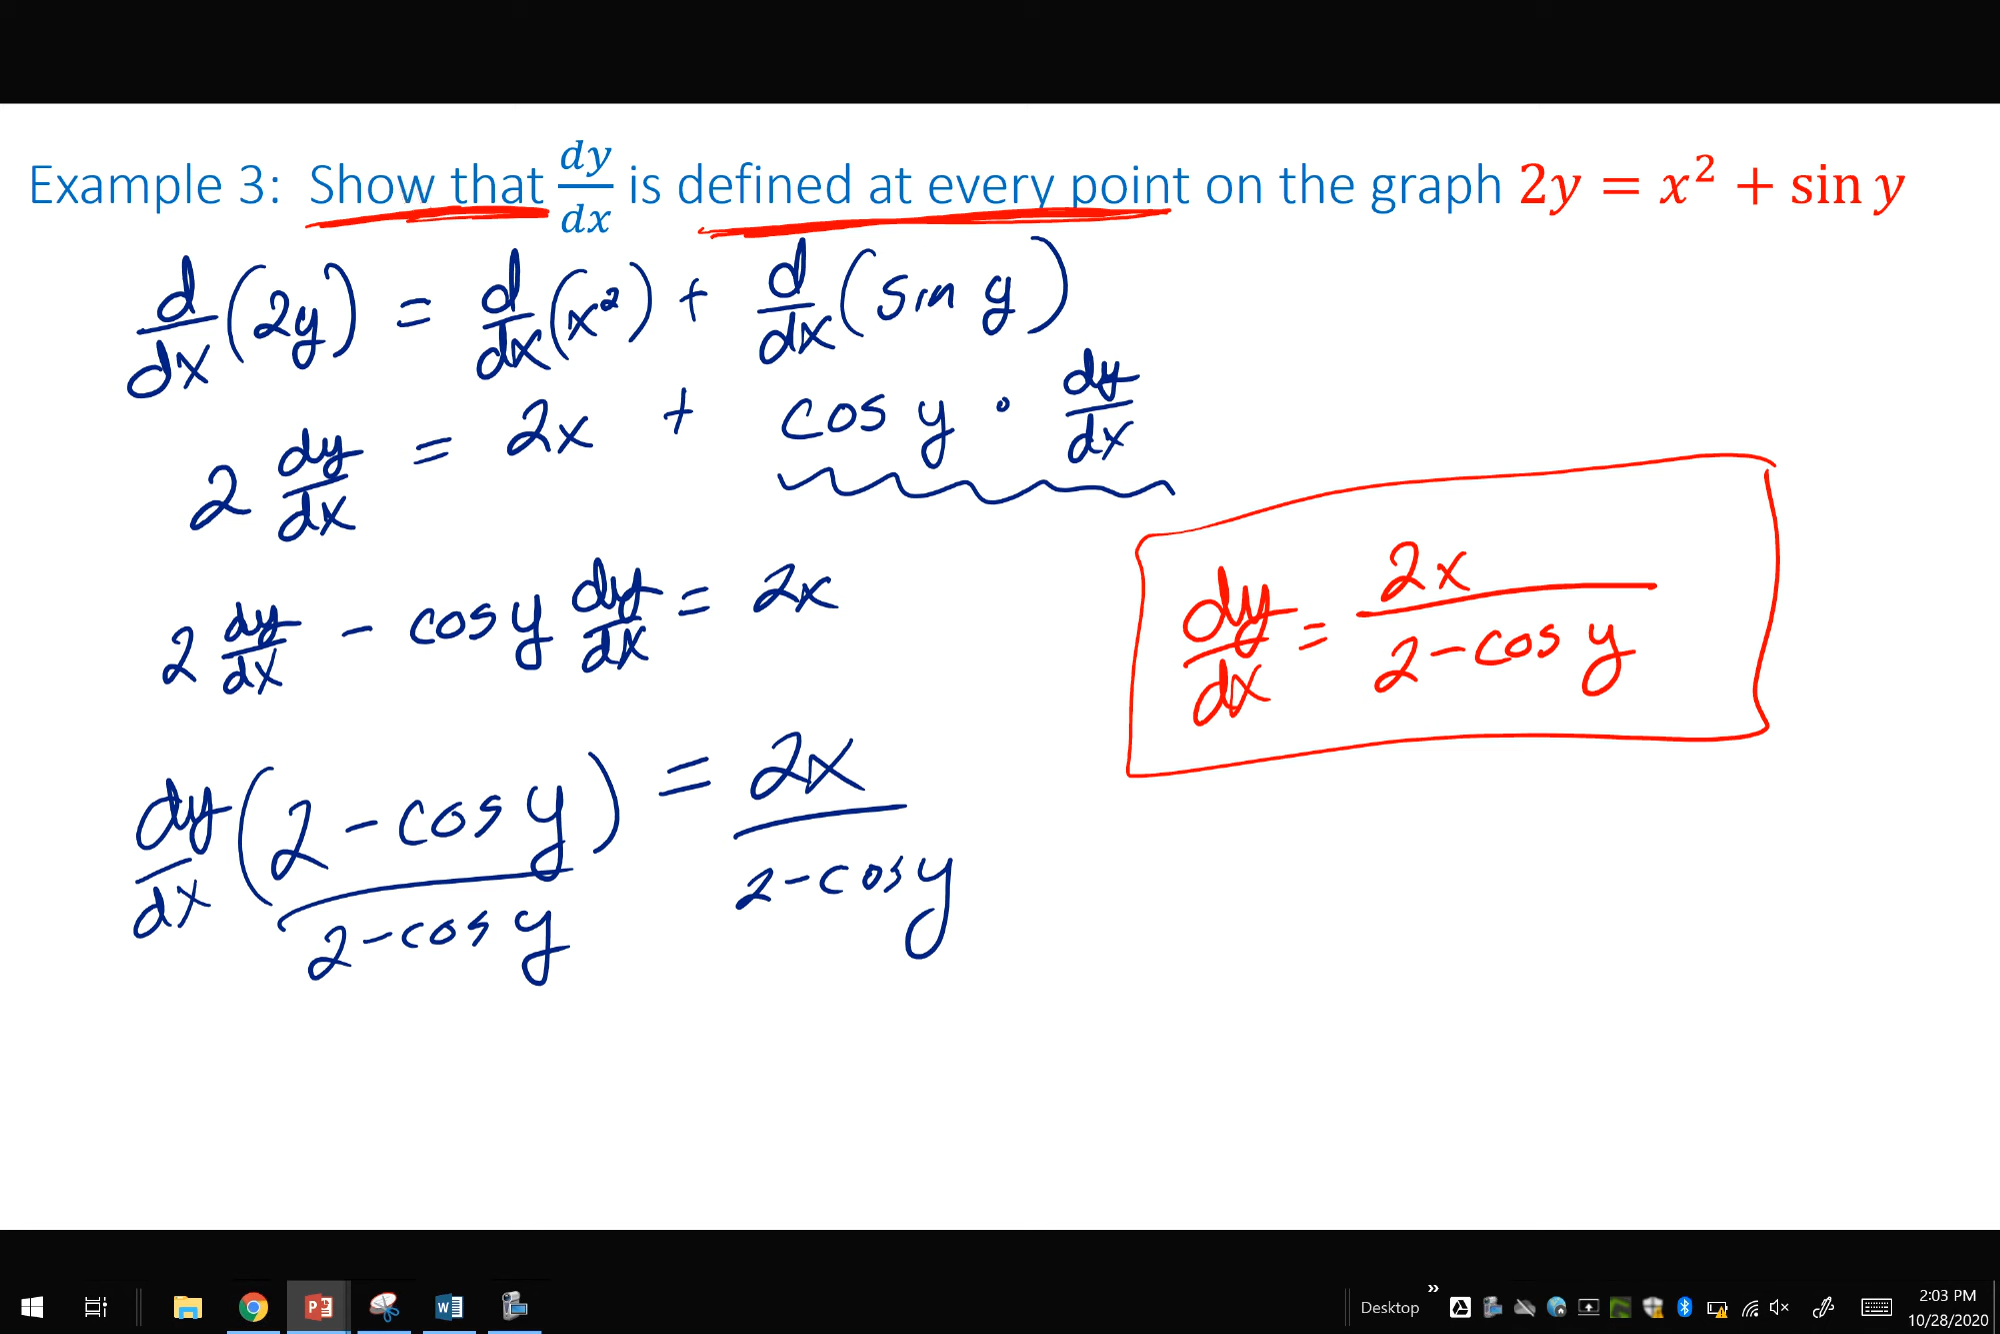 Example 3: Show that dy/dx is defined at every point on the graph 2y = x² + sin y
d/dx (2y) = d/dx (x²) + d/dx (sin y)
2 dy/dx = 2x + cos y · dy/dx
2 dy/dx - cos y dy/dx = 2x
dy/dx (2 - cos y) / 2 - cos y = 2x / 2 - cos y
dy/dx = 2x / 2 - cos y
Desktop
2:03 PM
10/28/2020